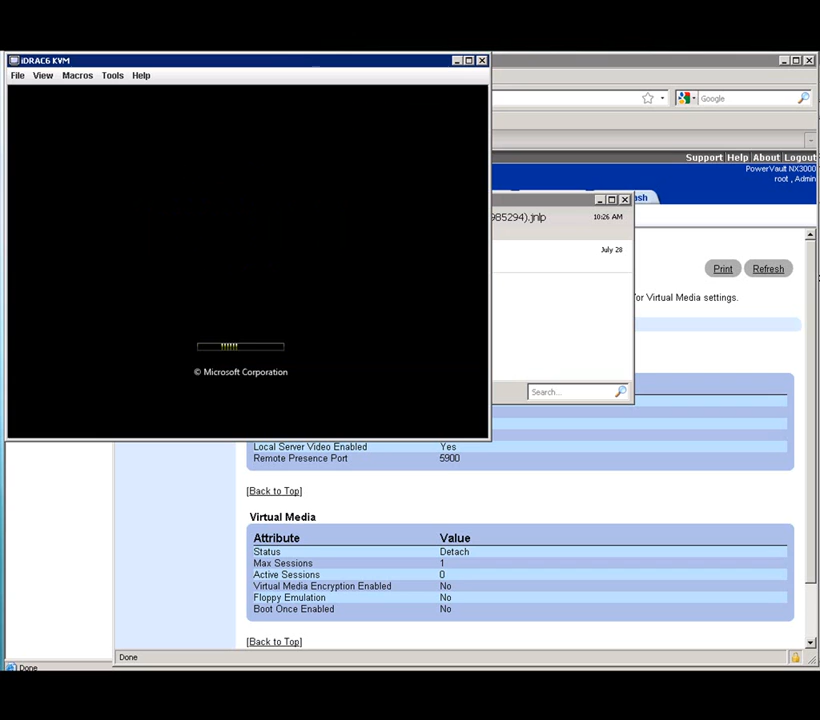 iDRAC6 KVM
File View Macros Tools Help
Google
Support Help About Logout
PowerVault NX3000
root , Admin
ash
985294).jnlp 10:26 AM
July 28
Print Refresh
/or Virtual Media settings.
© Microsoft Corporation
Search...
Local Server Video Enabled Yes
Remote Presence Port 5900
[Back to Top]
Virtual Media
Attribute Value
Status Detach
Max Sessions 1
Active Sessions 0
Virtual Media Encryption Enabled No
Floppy Emulation No
Boot Once Enabled No
[Back to Top]
Done
Done